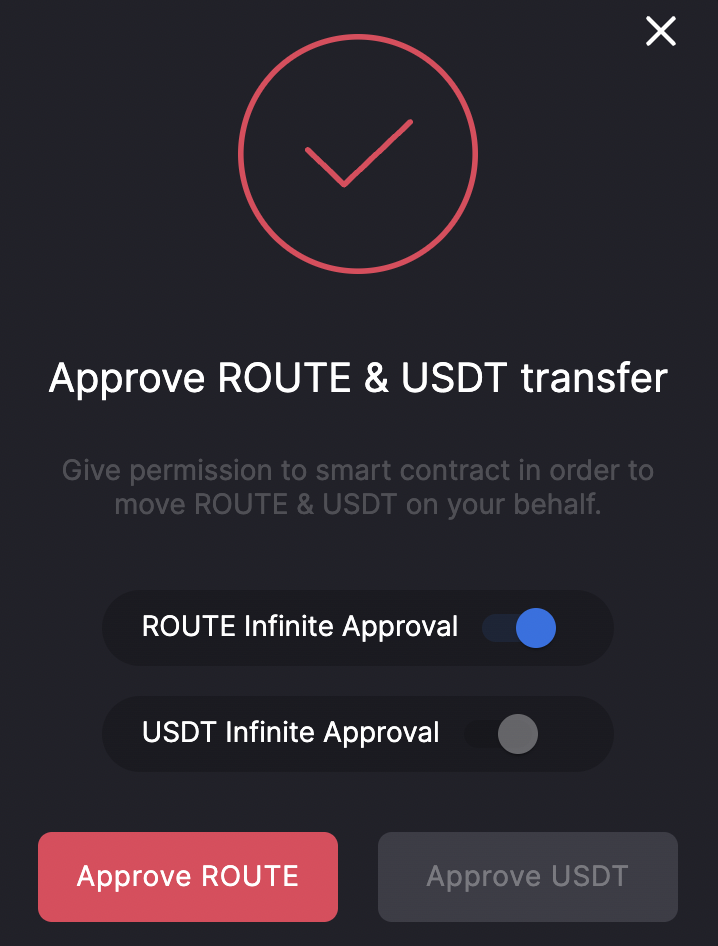 Approve ROUTE & USDT transfer
Give permission to smart contract in order to
move ROUTE & USDT on your behalf.
ROUTE Infinite Approval
USDT Infinite Approval
Approve ROUTE
Approve USDT